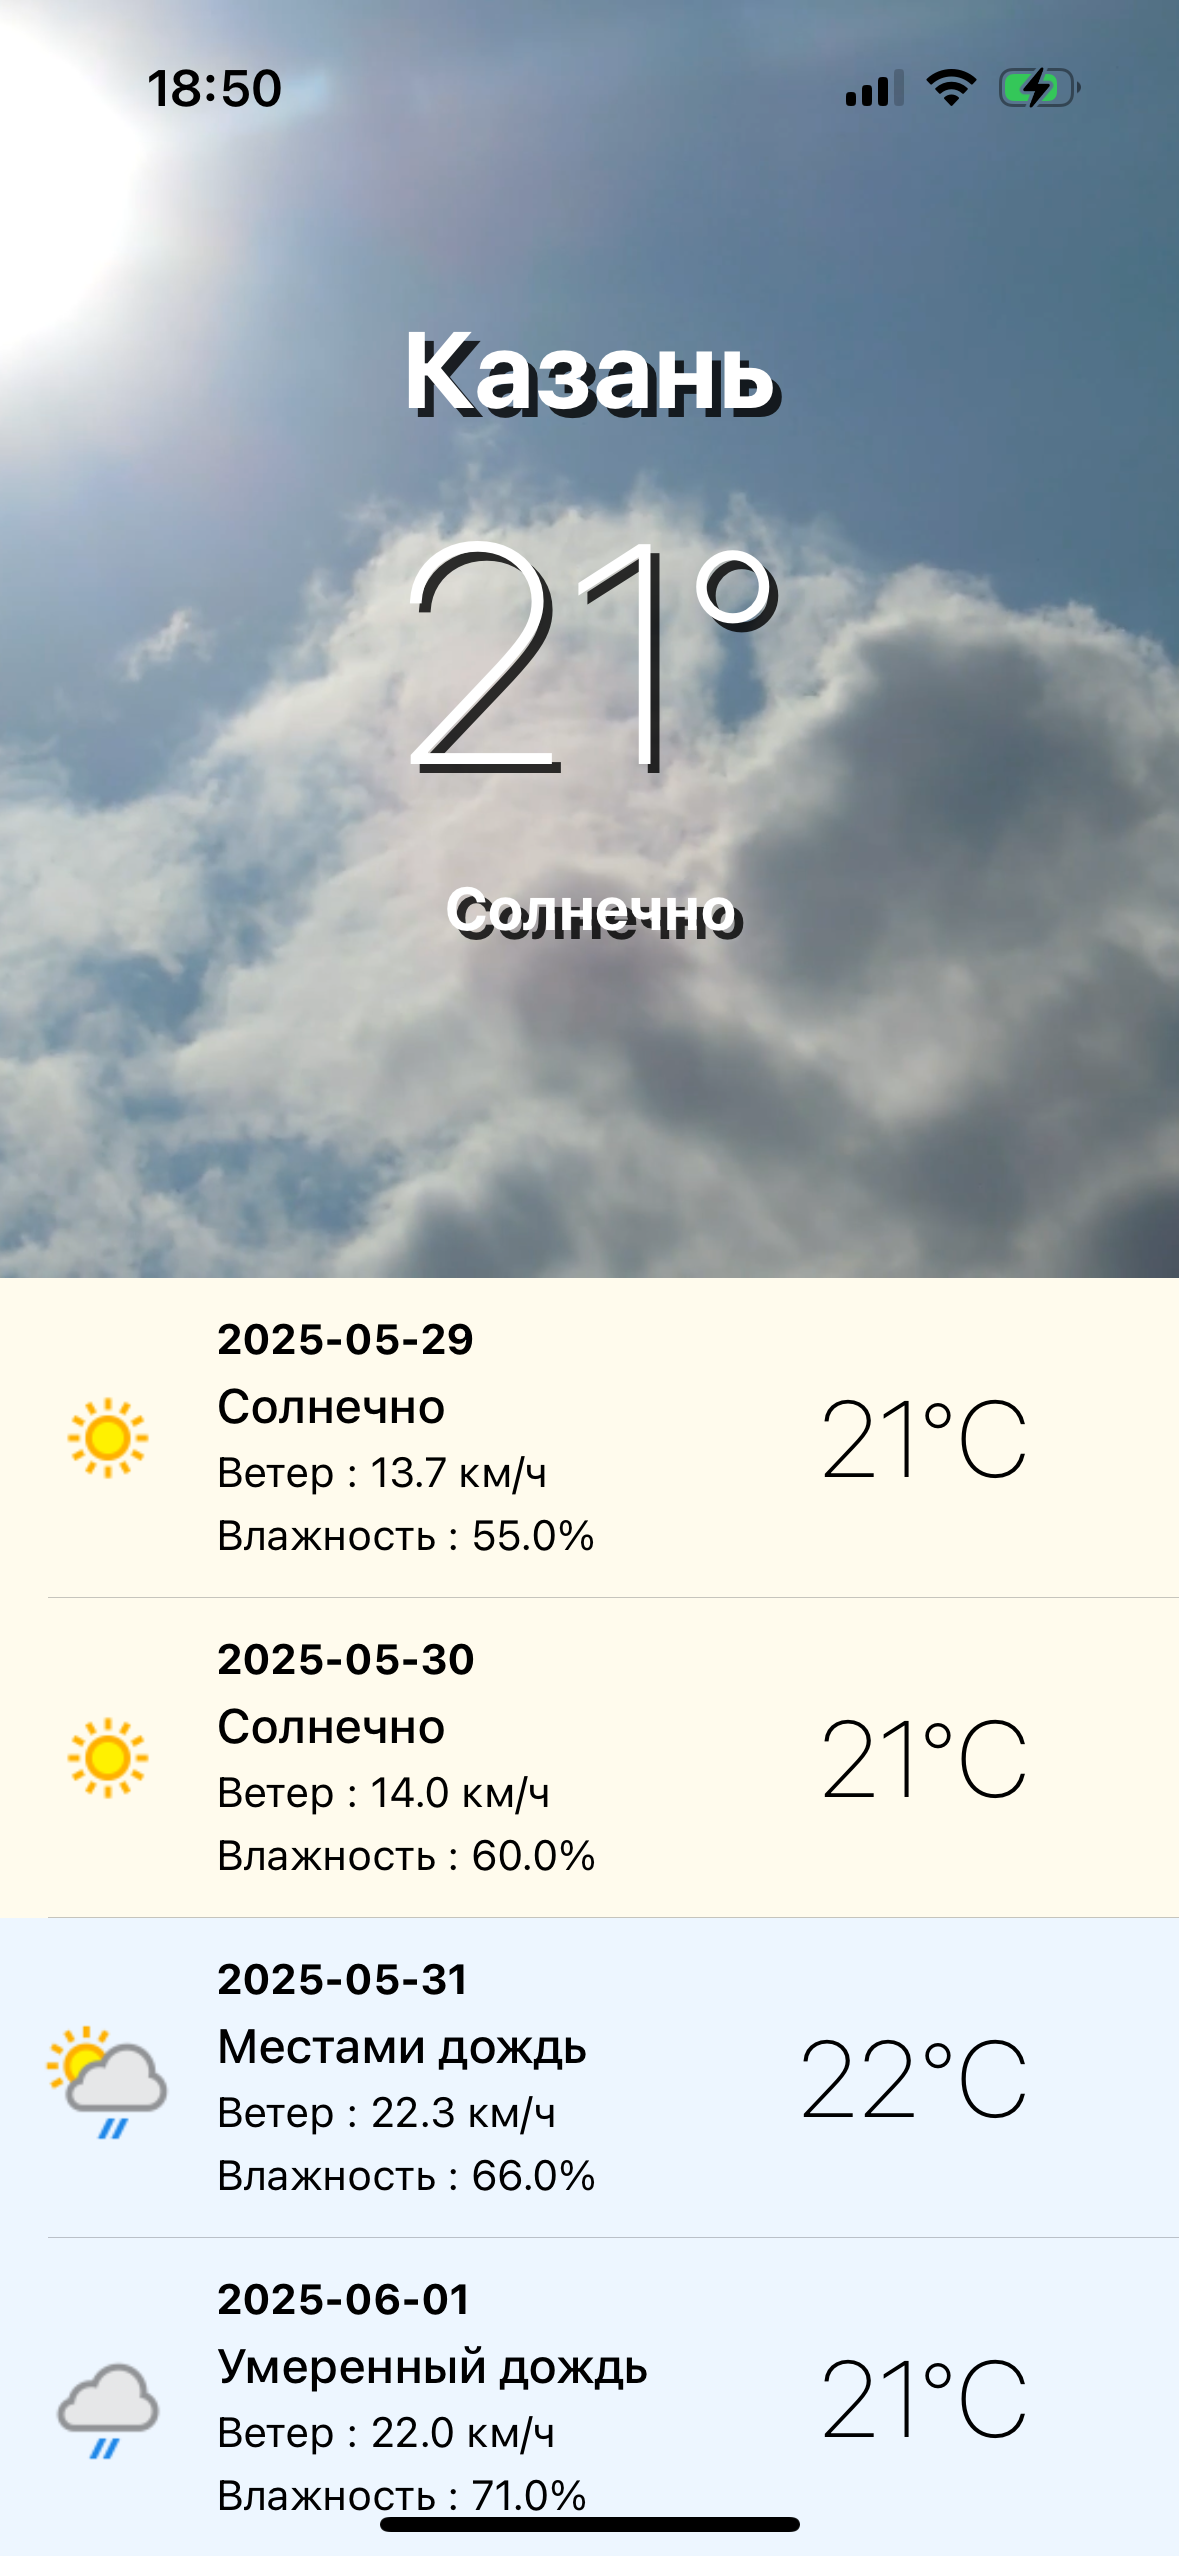 18:50
Казань
21°
Солнечно
2025-05-29
Солнечно
21°C
Ветер : 13.7 км/ч
Влажность : 55.0%
2025-05-30
Солнечно
21°C
Ветер : 14.0 км/ч
Влажность : 60.0%
2025-05-31
Местами дождь
22°C
Ветер : 22.3 км/ч
Влажность : 66.0%
2025-06-01
Умеренный дождь
21°C
Ветер : 22.0 км/ч
Влажность : 71.0%